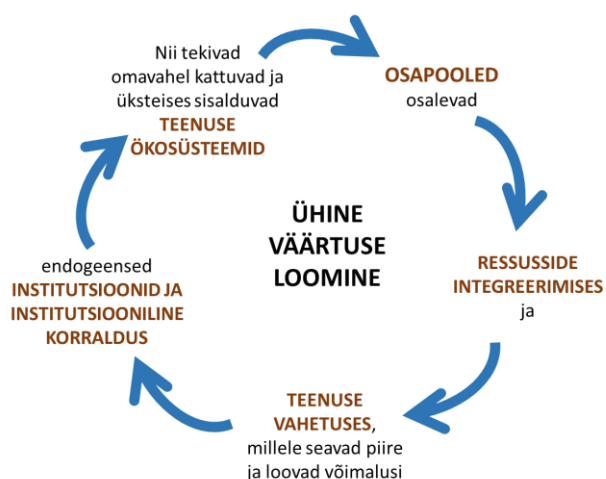 Nii tekivad
omavahel kattuvad ja
üksteises sisalduvad
TEENUSE
ÖKOSÜSTEEMID
OSAPOOLED
osalevad
RESSUSSIDE
INTEGREERIMISES
ja
TEENUSE
VAHETUSES,
millele seavad piire
ja loovad võimalusi
endogeensed
INSTITUTSIOONID JA
INSTITUTSIOONILINE
KORRALDUS
ÜHINE
VÄÄRTUSE
LOOMINE